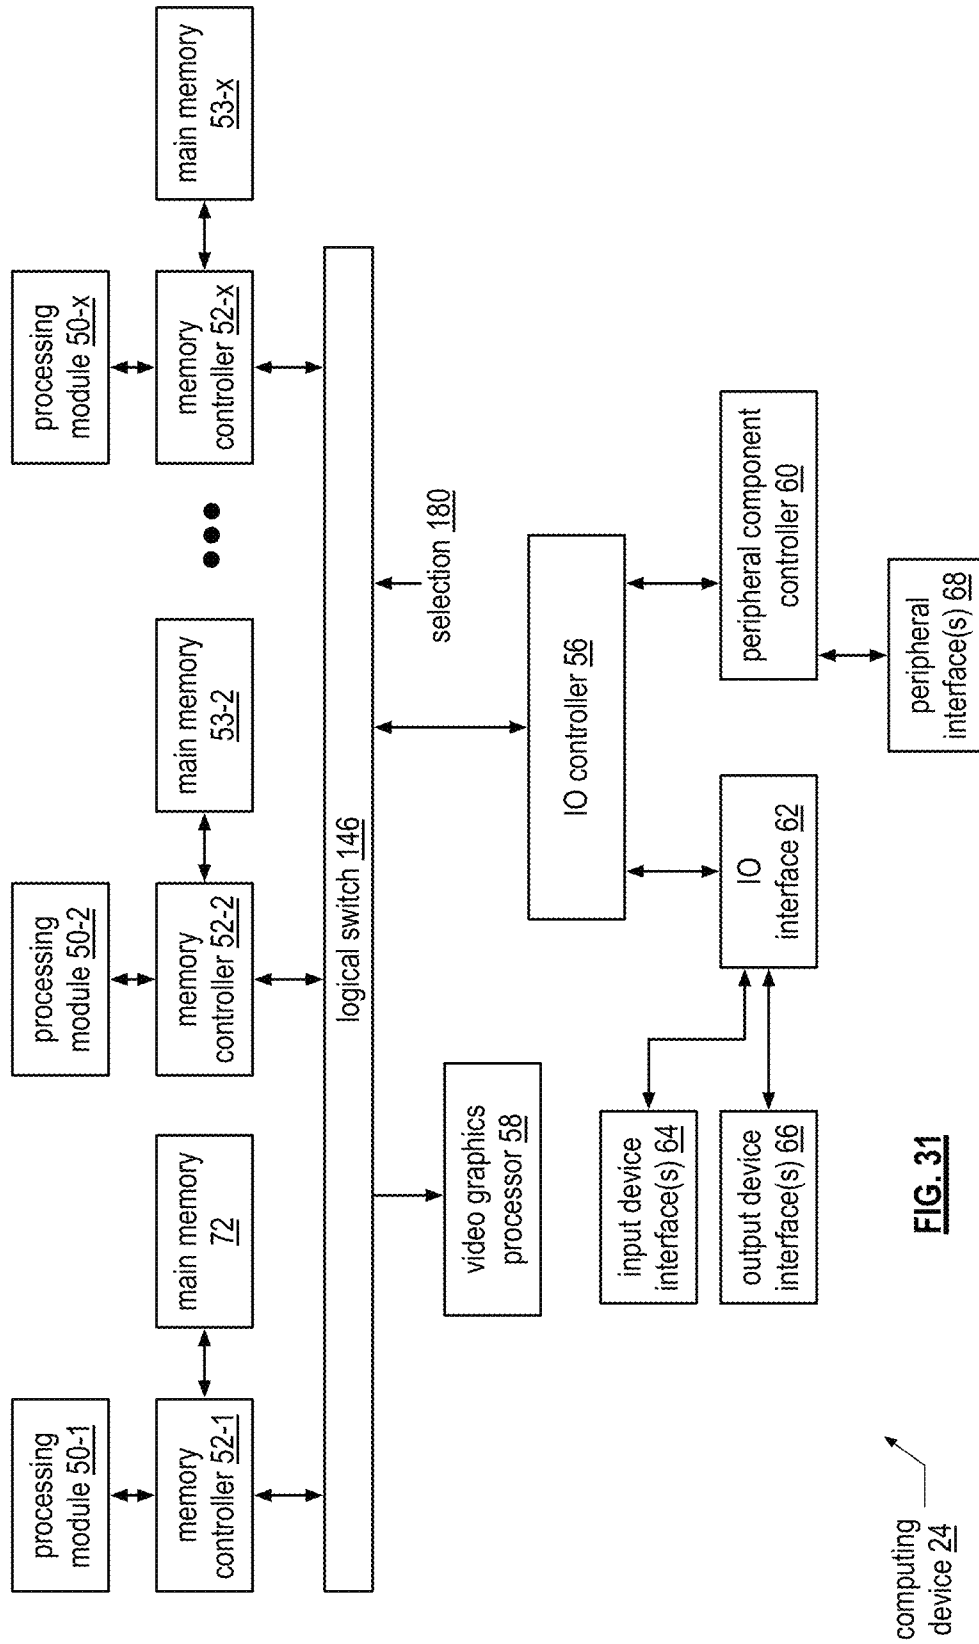 processing
module 50-1
processing
module 50-2
processing
module 50-x
memory
controller 52-1
main memory
72
memory
controller 52-2
main memory
53-2
memory
controller 52-x
main memory
53-x
logical switch 146
selection 180
video graphics
processor 58
IO controller 56
input device
interface(s) 64
output device
interface(s) 66
IO
interface 62
peripheral component
controller 60
peripheral
interface(s) 68
computing
device 24
FIG. 31